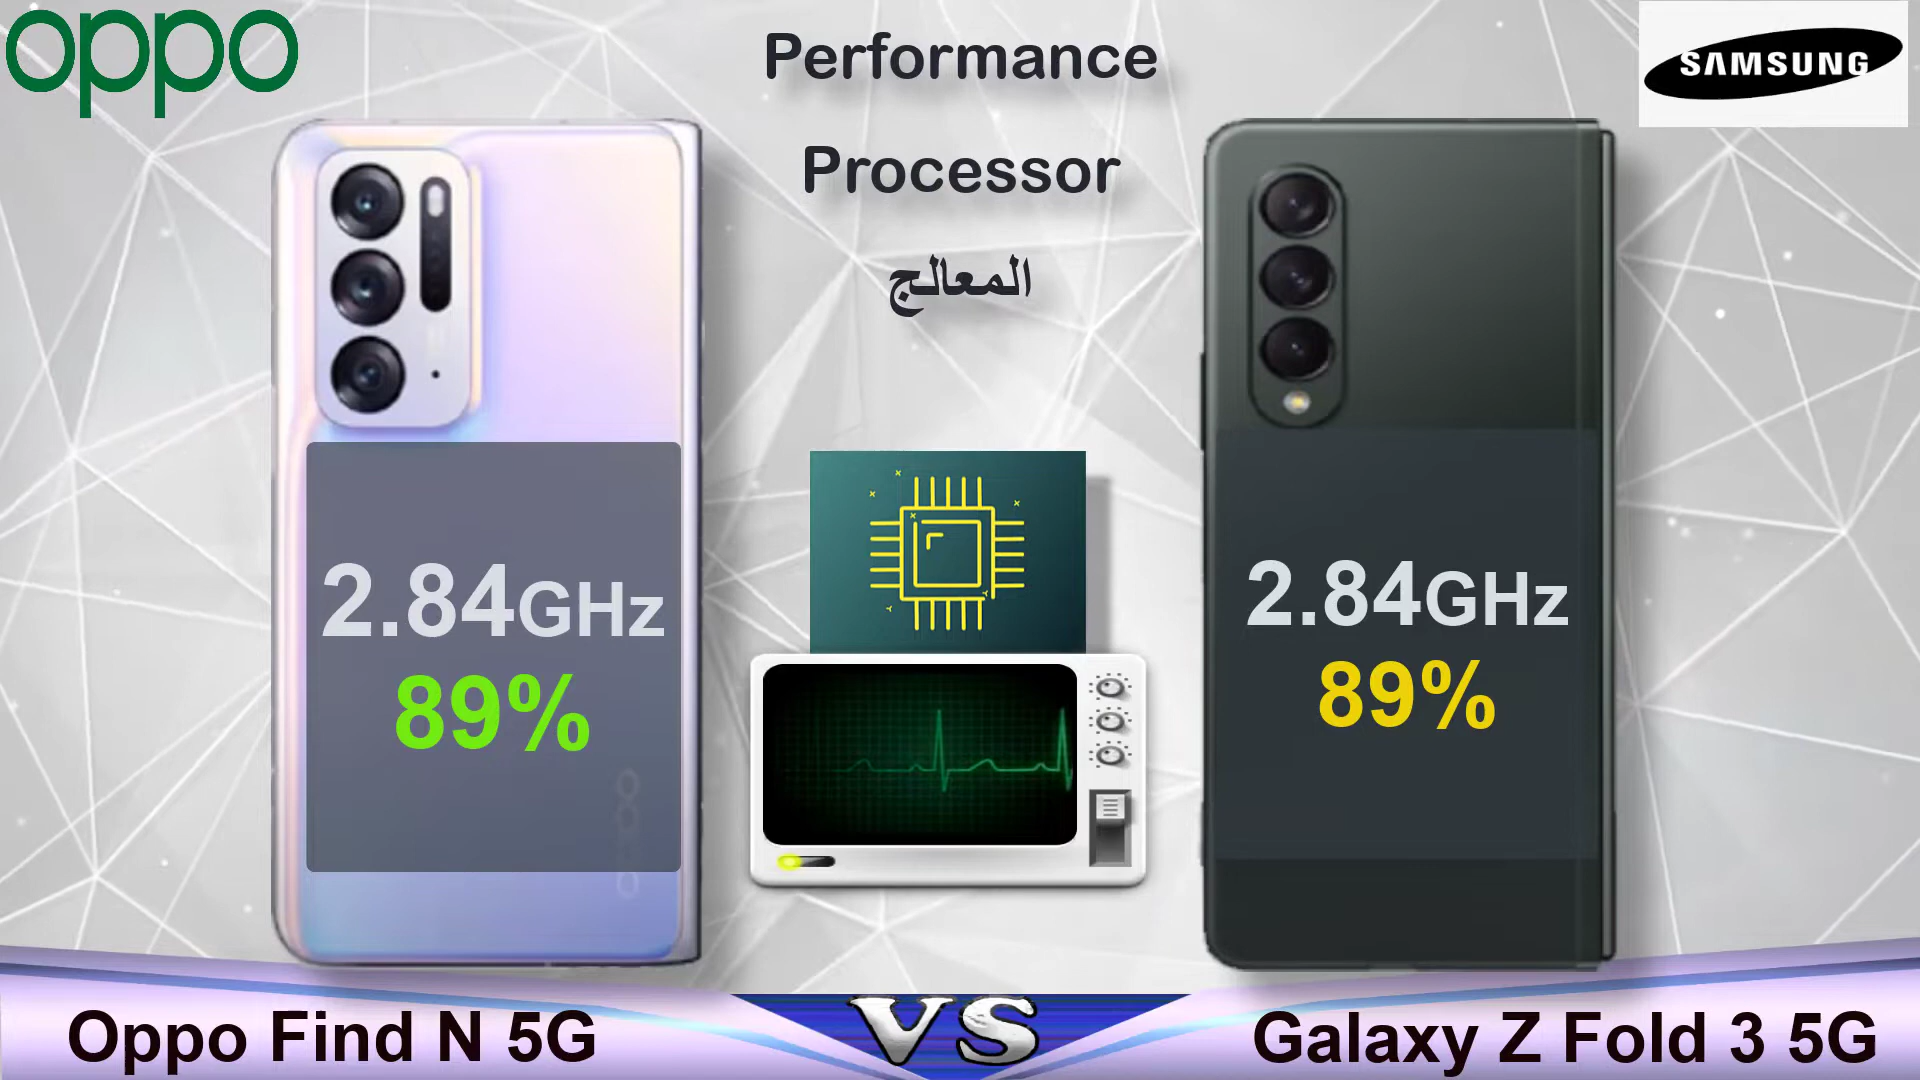 oppo
Performance
SAMSUNG
Processor
المعالج
2.84GHz
89%
2.84GHz
89%
oppo
Oppo Find N 5G
VS
Galaxy Z Fold 3 5G